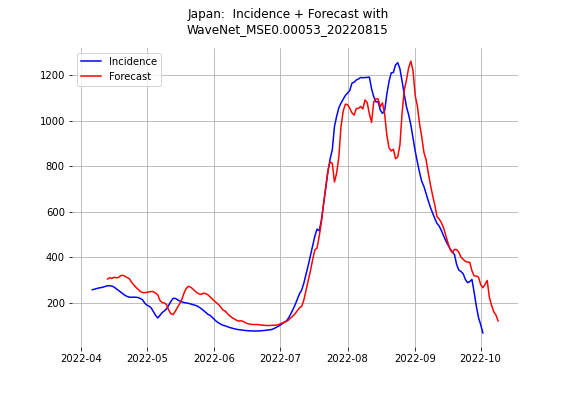 Japan:  Incidence + Forecast with
WaveNet_MSE0.00053_20220815
Incidence
Forecast
1200
1000
800
600
400
200
2022-04 2022-05 2022-06 2022-07 2022-08 2022-09 2022-10